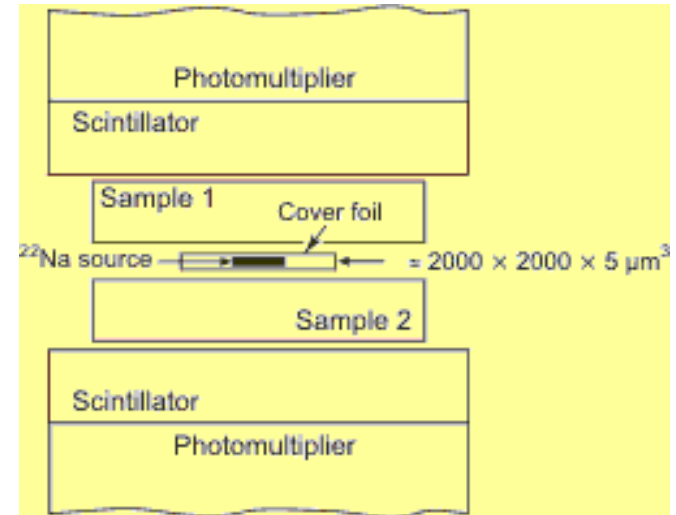 Photomultiplier
Scintillator
Sample 1
Cover foil
²²Na source
= 2000 × 2000 × 5 µm³
Sample 2
Scintillator
Photomultiplier